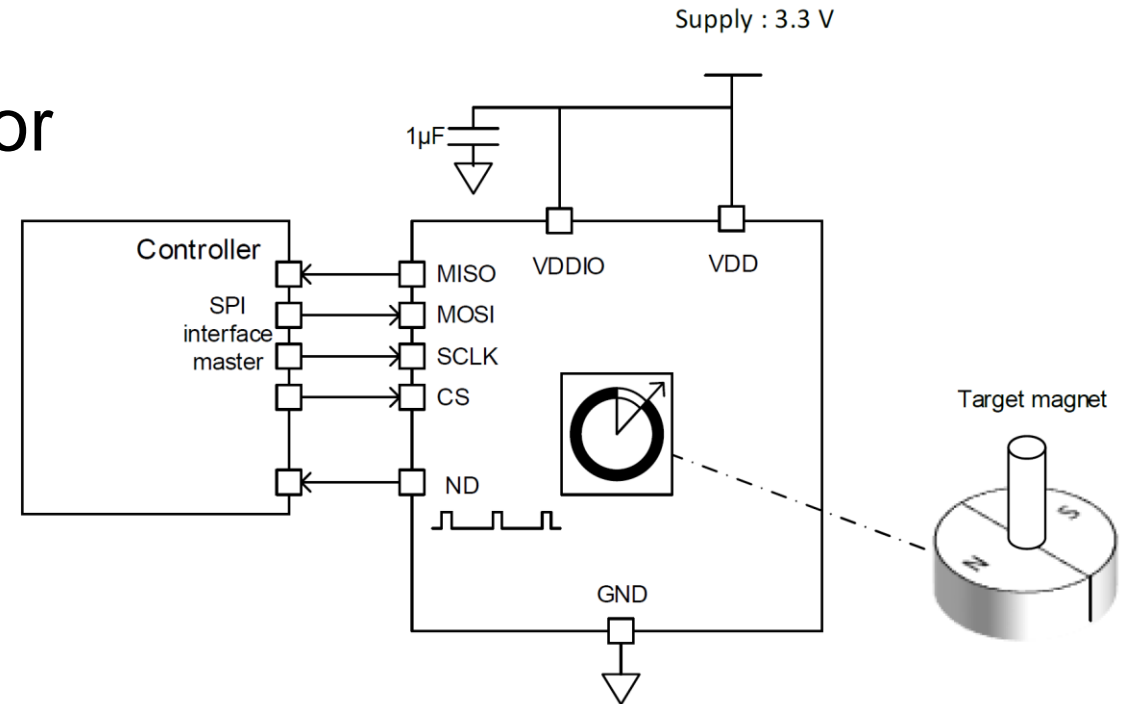 Supply : 3.3 V
or
1µF
Controller
SPI
interface
master
MISO
MOSI
SCLK
CS
ND
VDDIO
VDD
GND
Target magnet
N
S